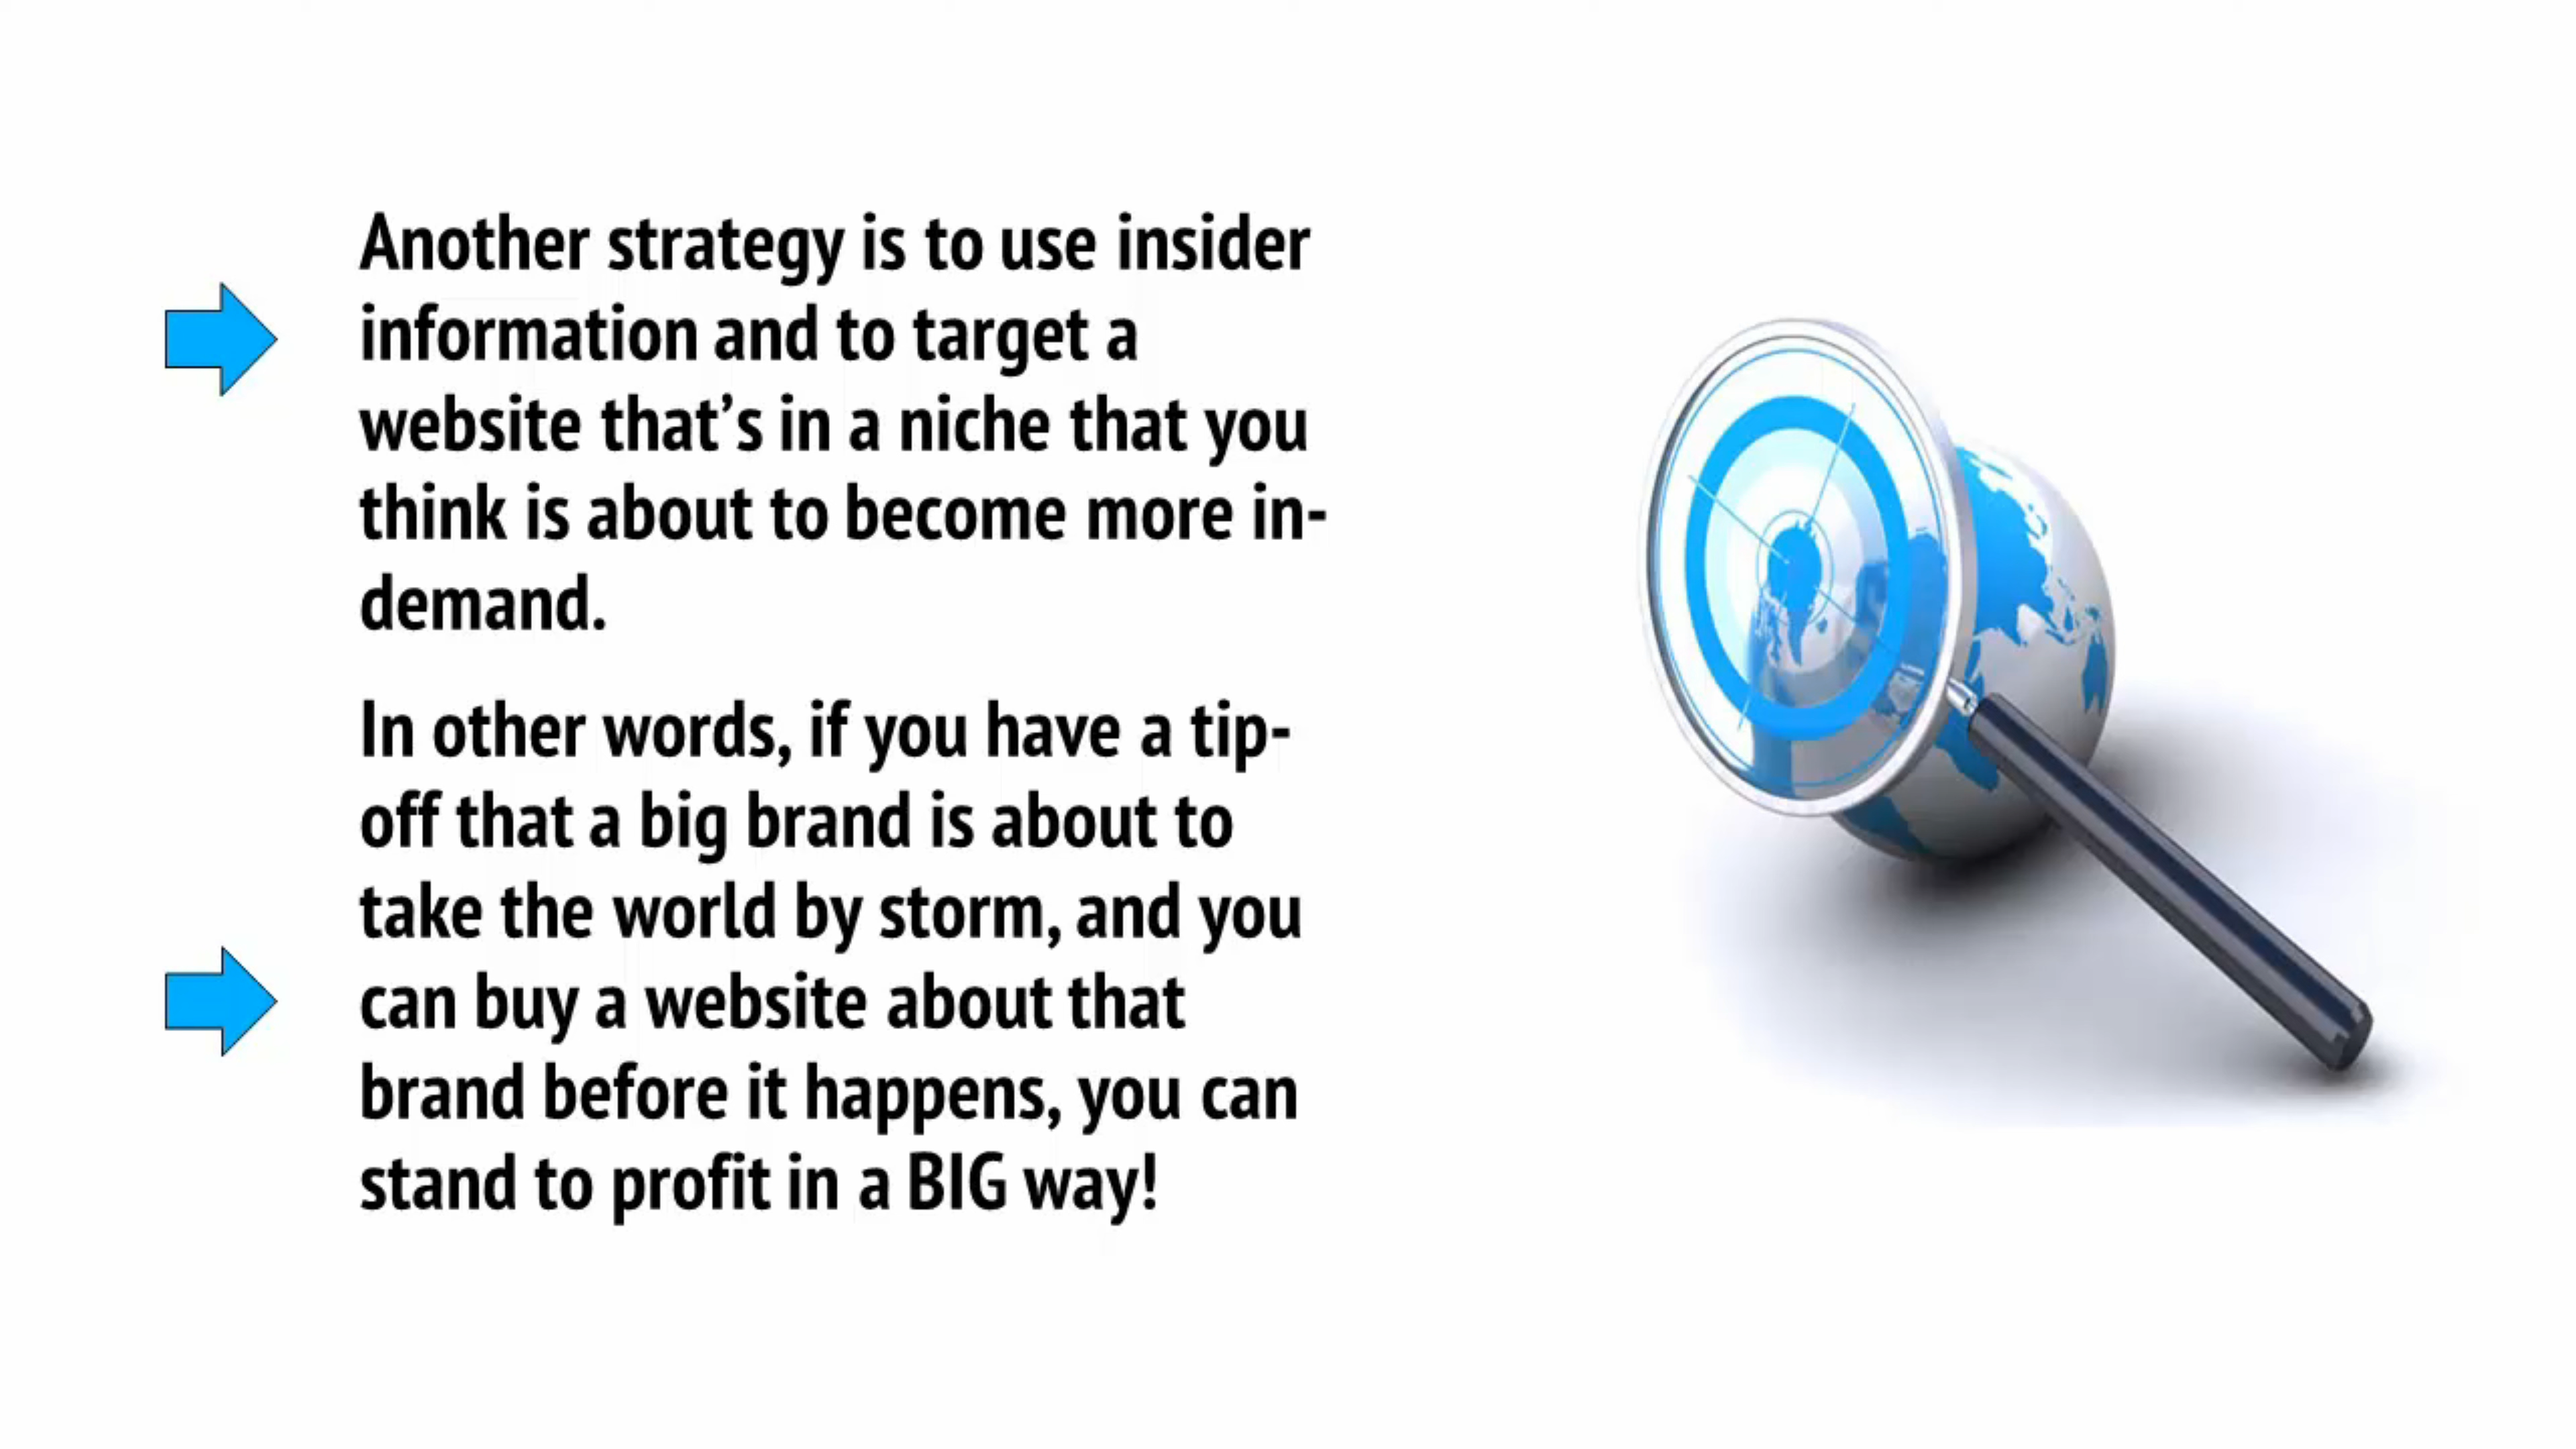 Another strategy is to use insider
information and to target a
website that’s in a niche that you
think is about to become more in-
demand.
In other words, if you have a tip-
off that a big brand is about to
take the world by storm, and you
can buy a website about that
brand before it happens, you can
stand to profit in a BIG way!